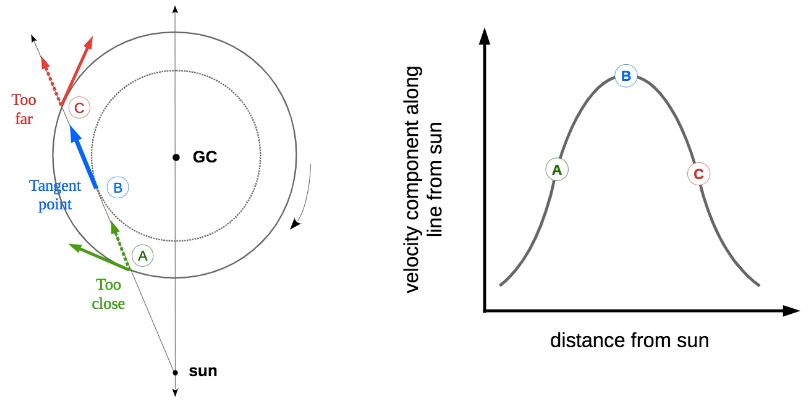 Too
far
C
GC
Tangent
point
B
A
Too
close
sun
velocity component along
line from sun
A
B
C
distance from sun